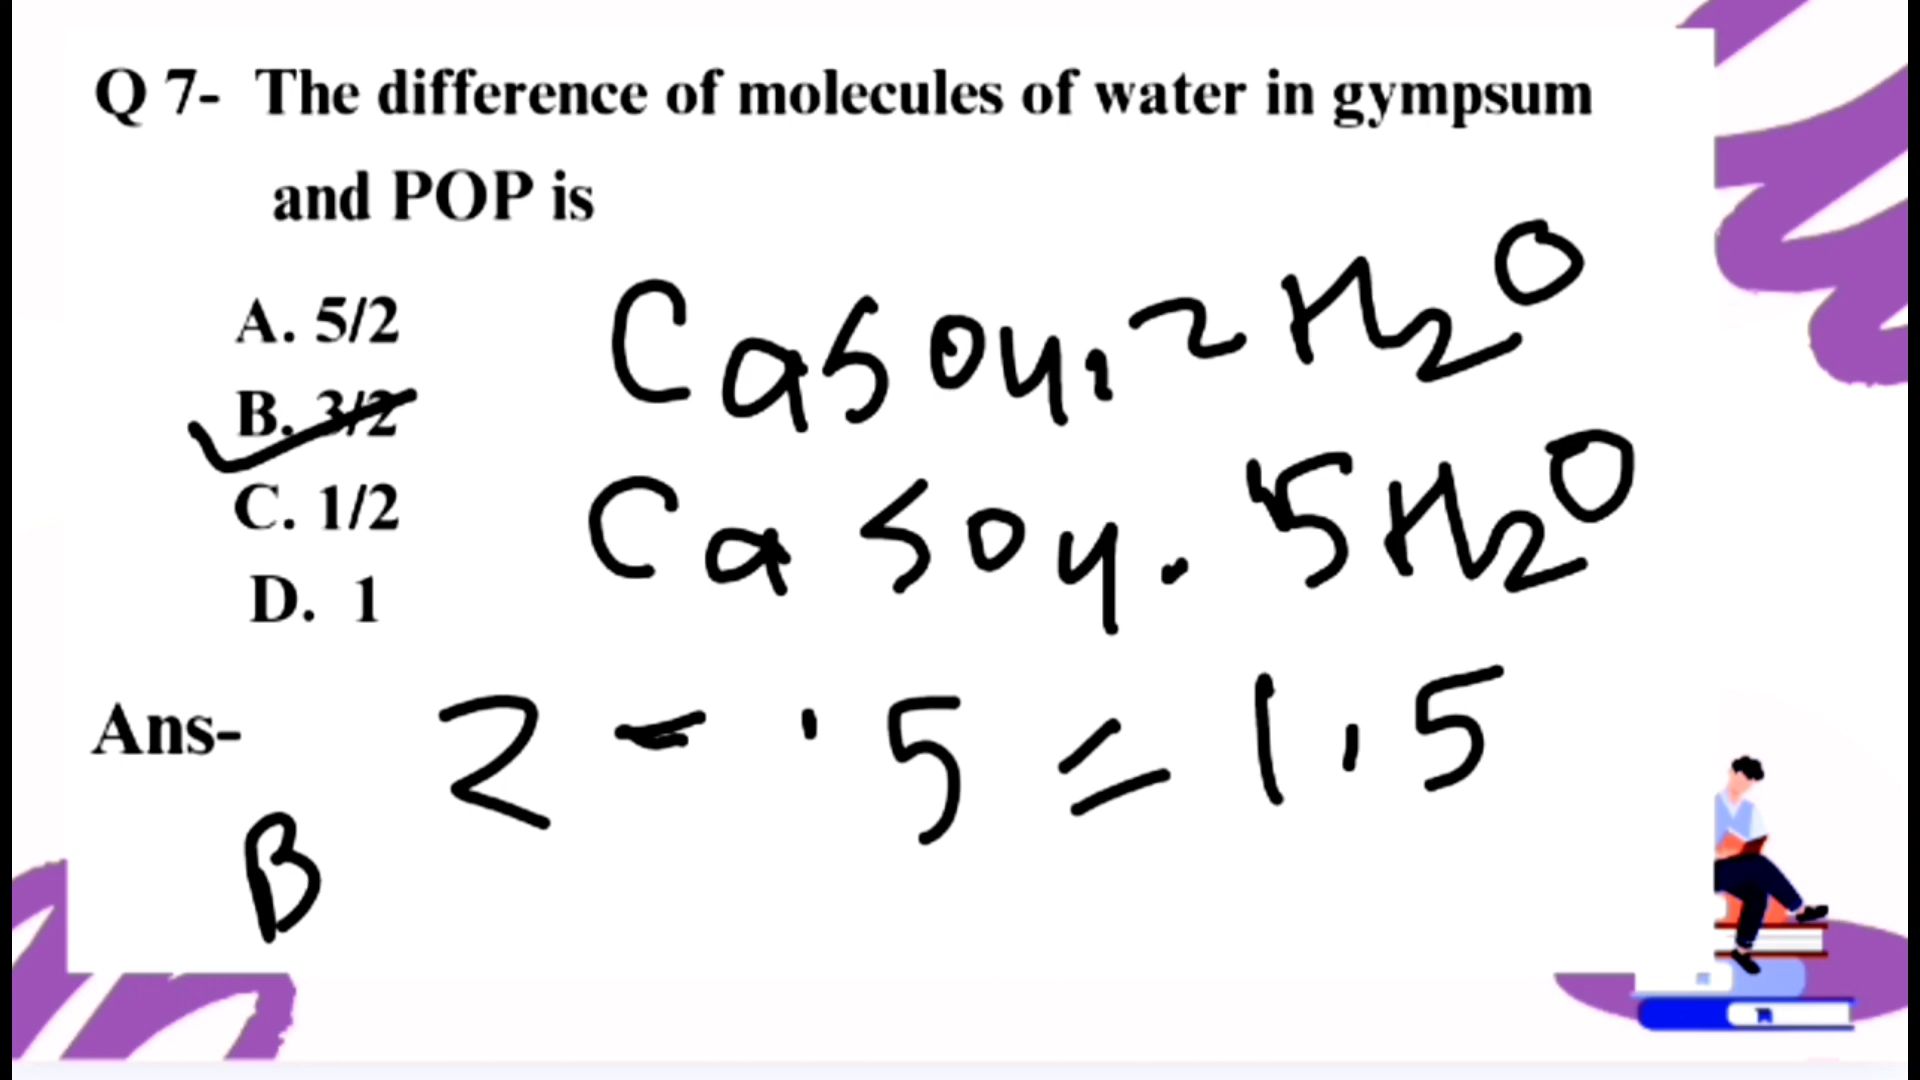 Q 7- The difference of molecules of water in gympsum
and POP is
A. 5/2
B. 3/2
C. 1/2
D. 1
CaSO4.2H2O
CaSO4.·5H2O
Ans- 2 - ·5 = 1.5
B